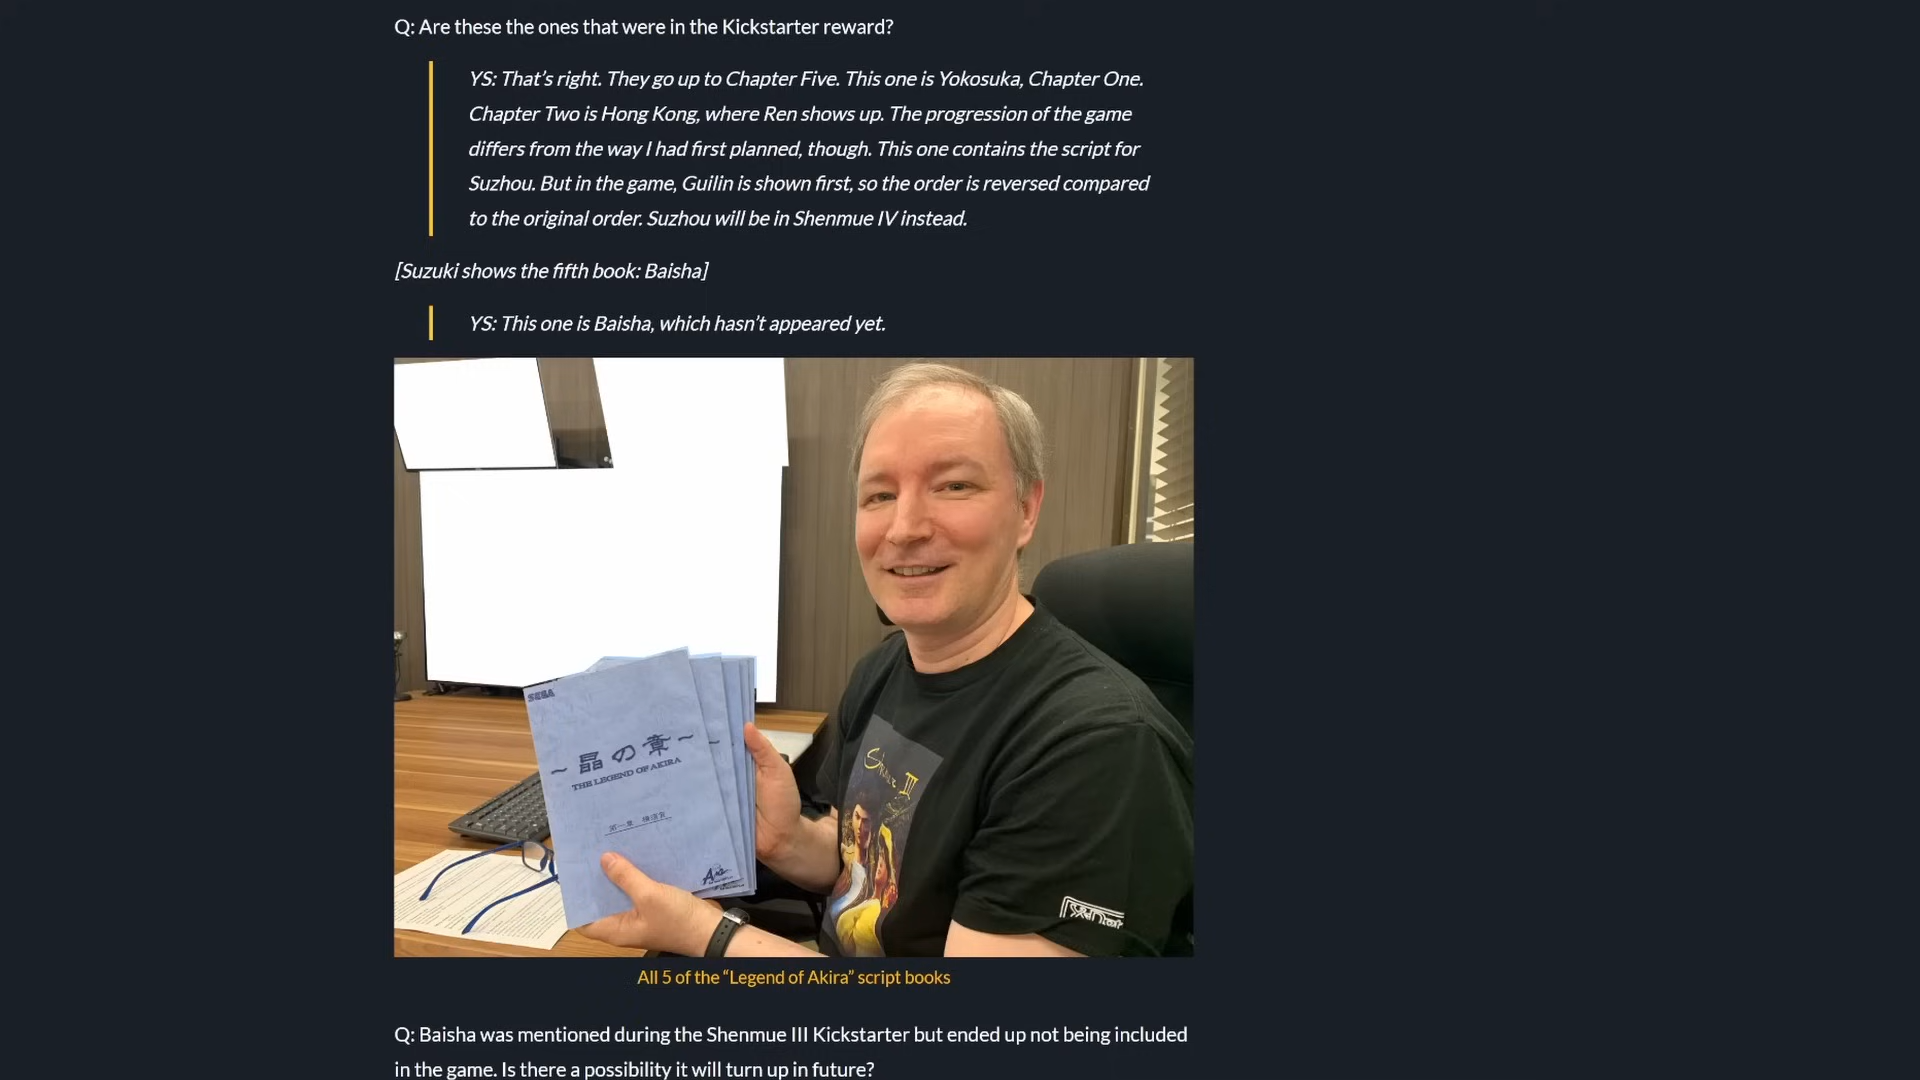 Q: Are these the ones that were in the Kickstarter reward?
YS: That’s right. They go up to Chapter Five. This one is Yokosuka, Chapter One.
Chapter Two is Hong Kong, where Ren shows up. The progression of the game
differs from the way I had first planned, though. This one contains the script for
Suzhou. But in the game, Guilin is shown first, so the order is reversed compared
to the original order. Suzhou will be in Shenmue IV instead.
[Suzuki shows the fifth book: Baisha]
YS: This one is Baisha, which hasn’t appeared yet.
SEGA
~晶の章~
THE LEGEND OF AKIRA
第一章 横須賀
All 5 of the “Legend of Akira” script books
Q: Baisha was mentioned during the Shenmue III Kickstarter but ended up not being included
in the game. Is there a possibility it will turn up in future?